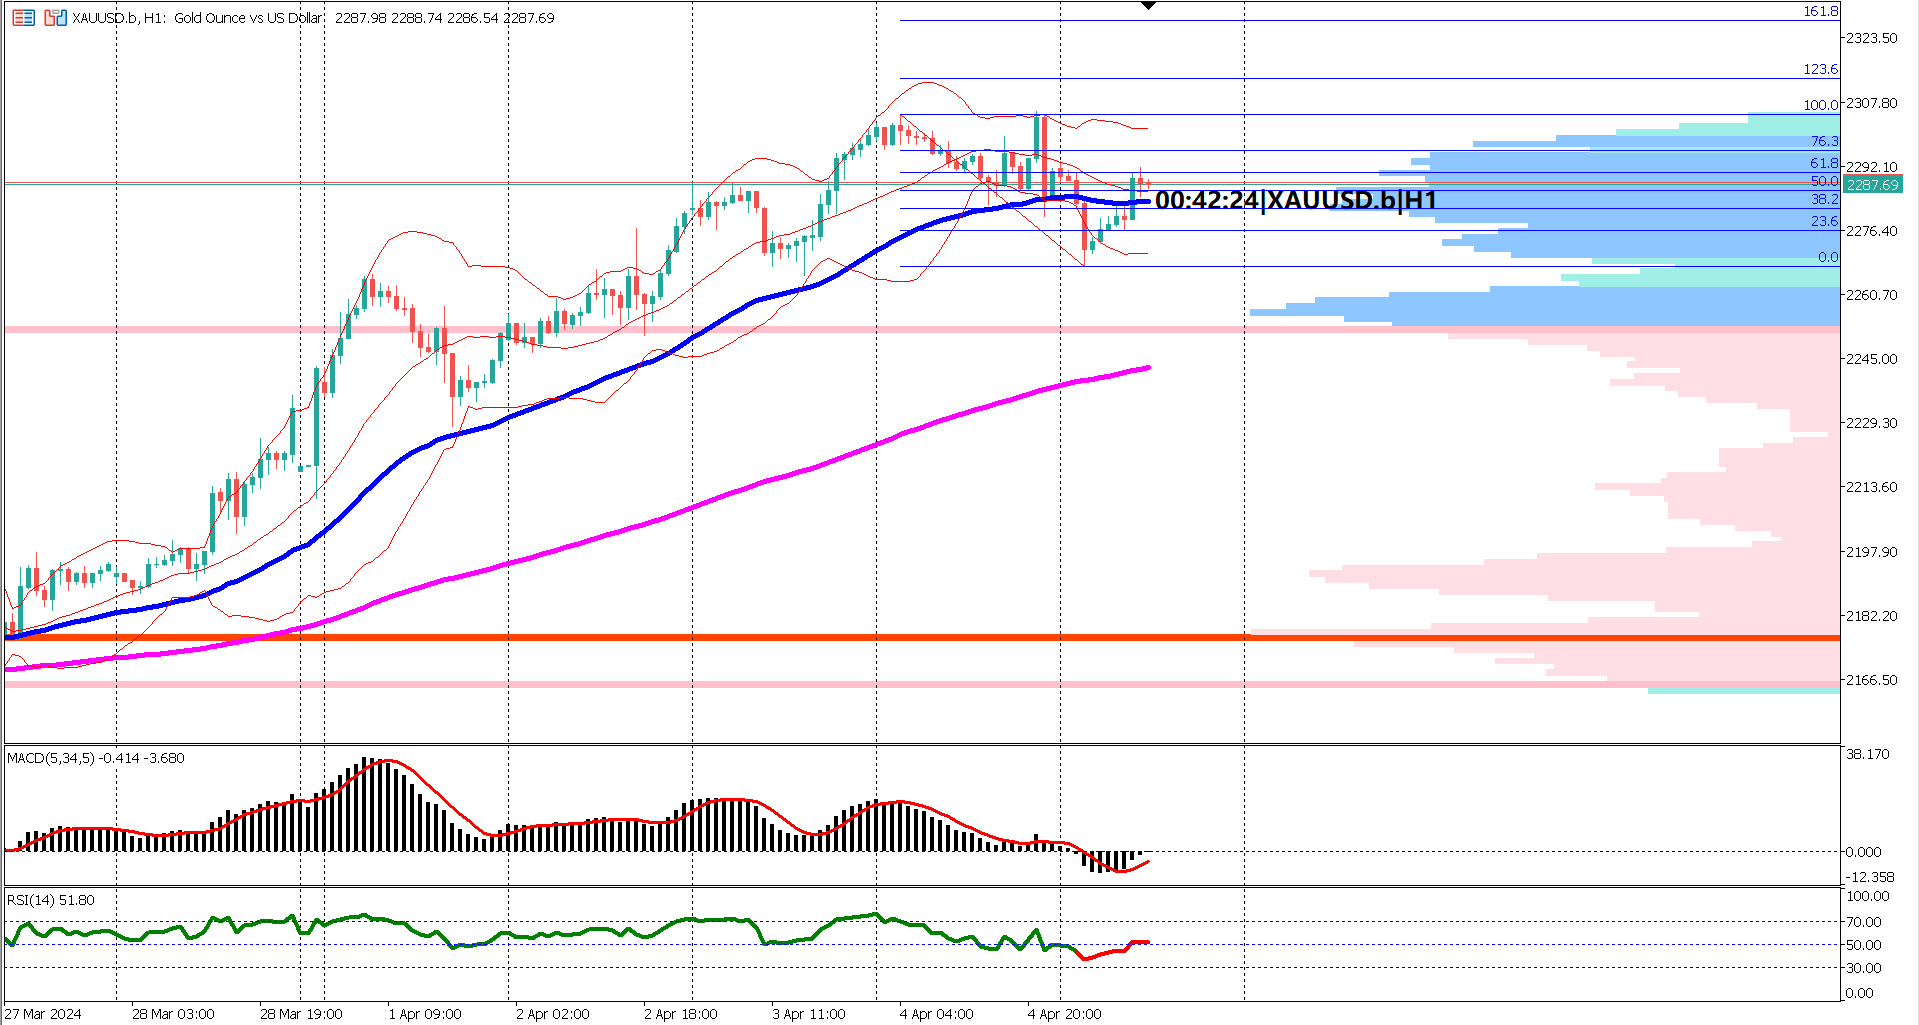 XAUUSD.b, H1: Gold Ounce vs US Dollar 2287.98 2288.74 2286.54 2287.69
161.8
2323.50
123.6
100.0
2307.80
76.3
61.8
2292.10
50.0
2287.69
38.2
00:42:24|XAUUSD.b|H1
23.6
2276.40
0.0
2260.70
2245.00
2229.30
2213.60
2197.90
2182.20
2166.50
MACD(5,34,5) -0.414 -3.680
38.170
0.000
-12.358
RSI(14) 51.80
100.00
70.00
50.00
30.00
0.00
27 Mar 2024
28 Mar 03:00
28 Mar 19:00
1 Apr 09:00
2 Apr 02:00
2 Apr 18:00
3 Apr 11:00
4 Apr 04:00
4 Apr 20:00